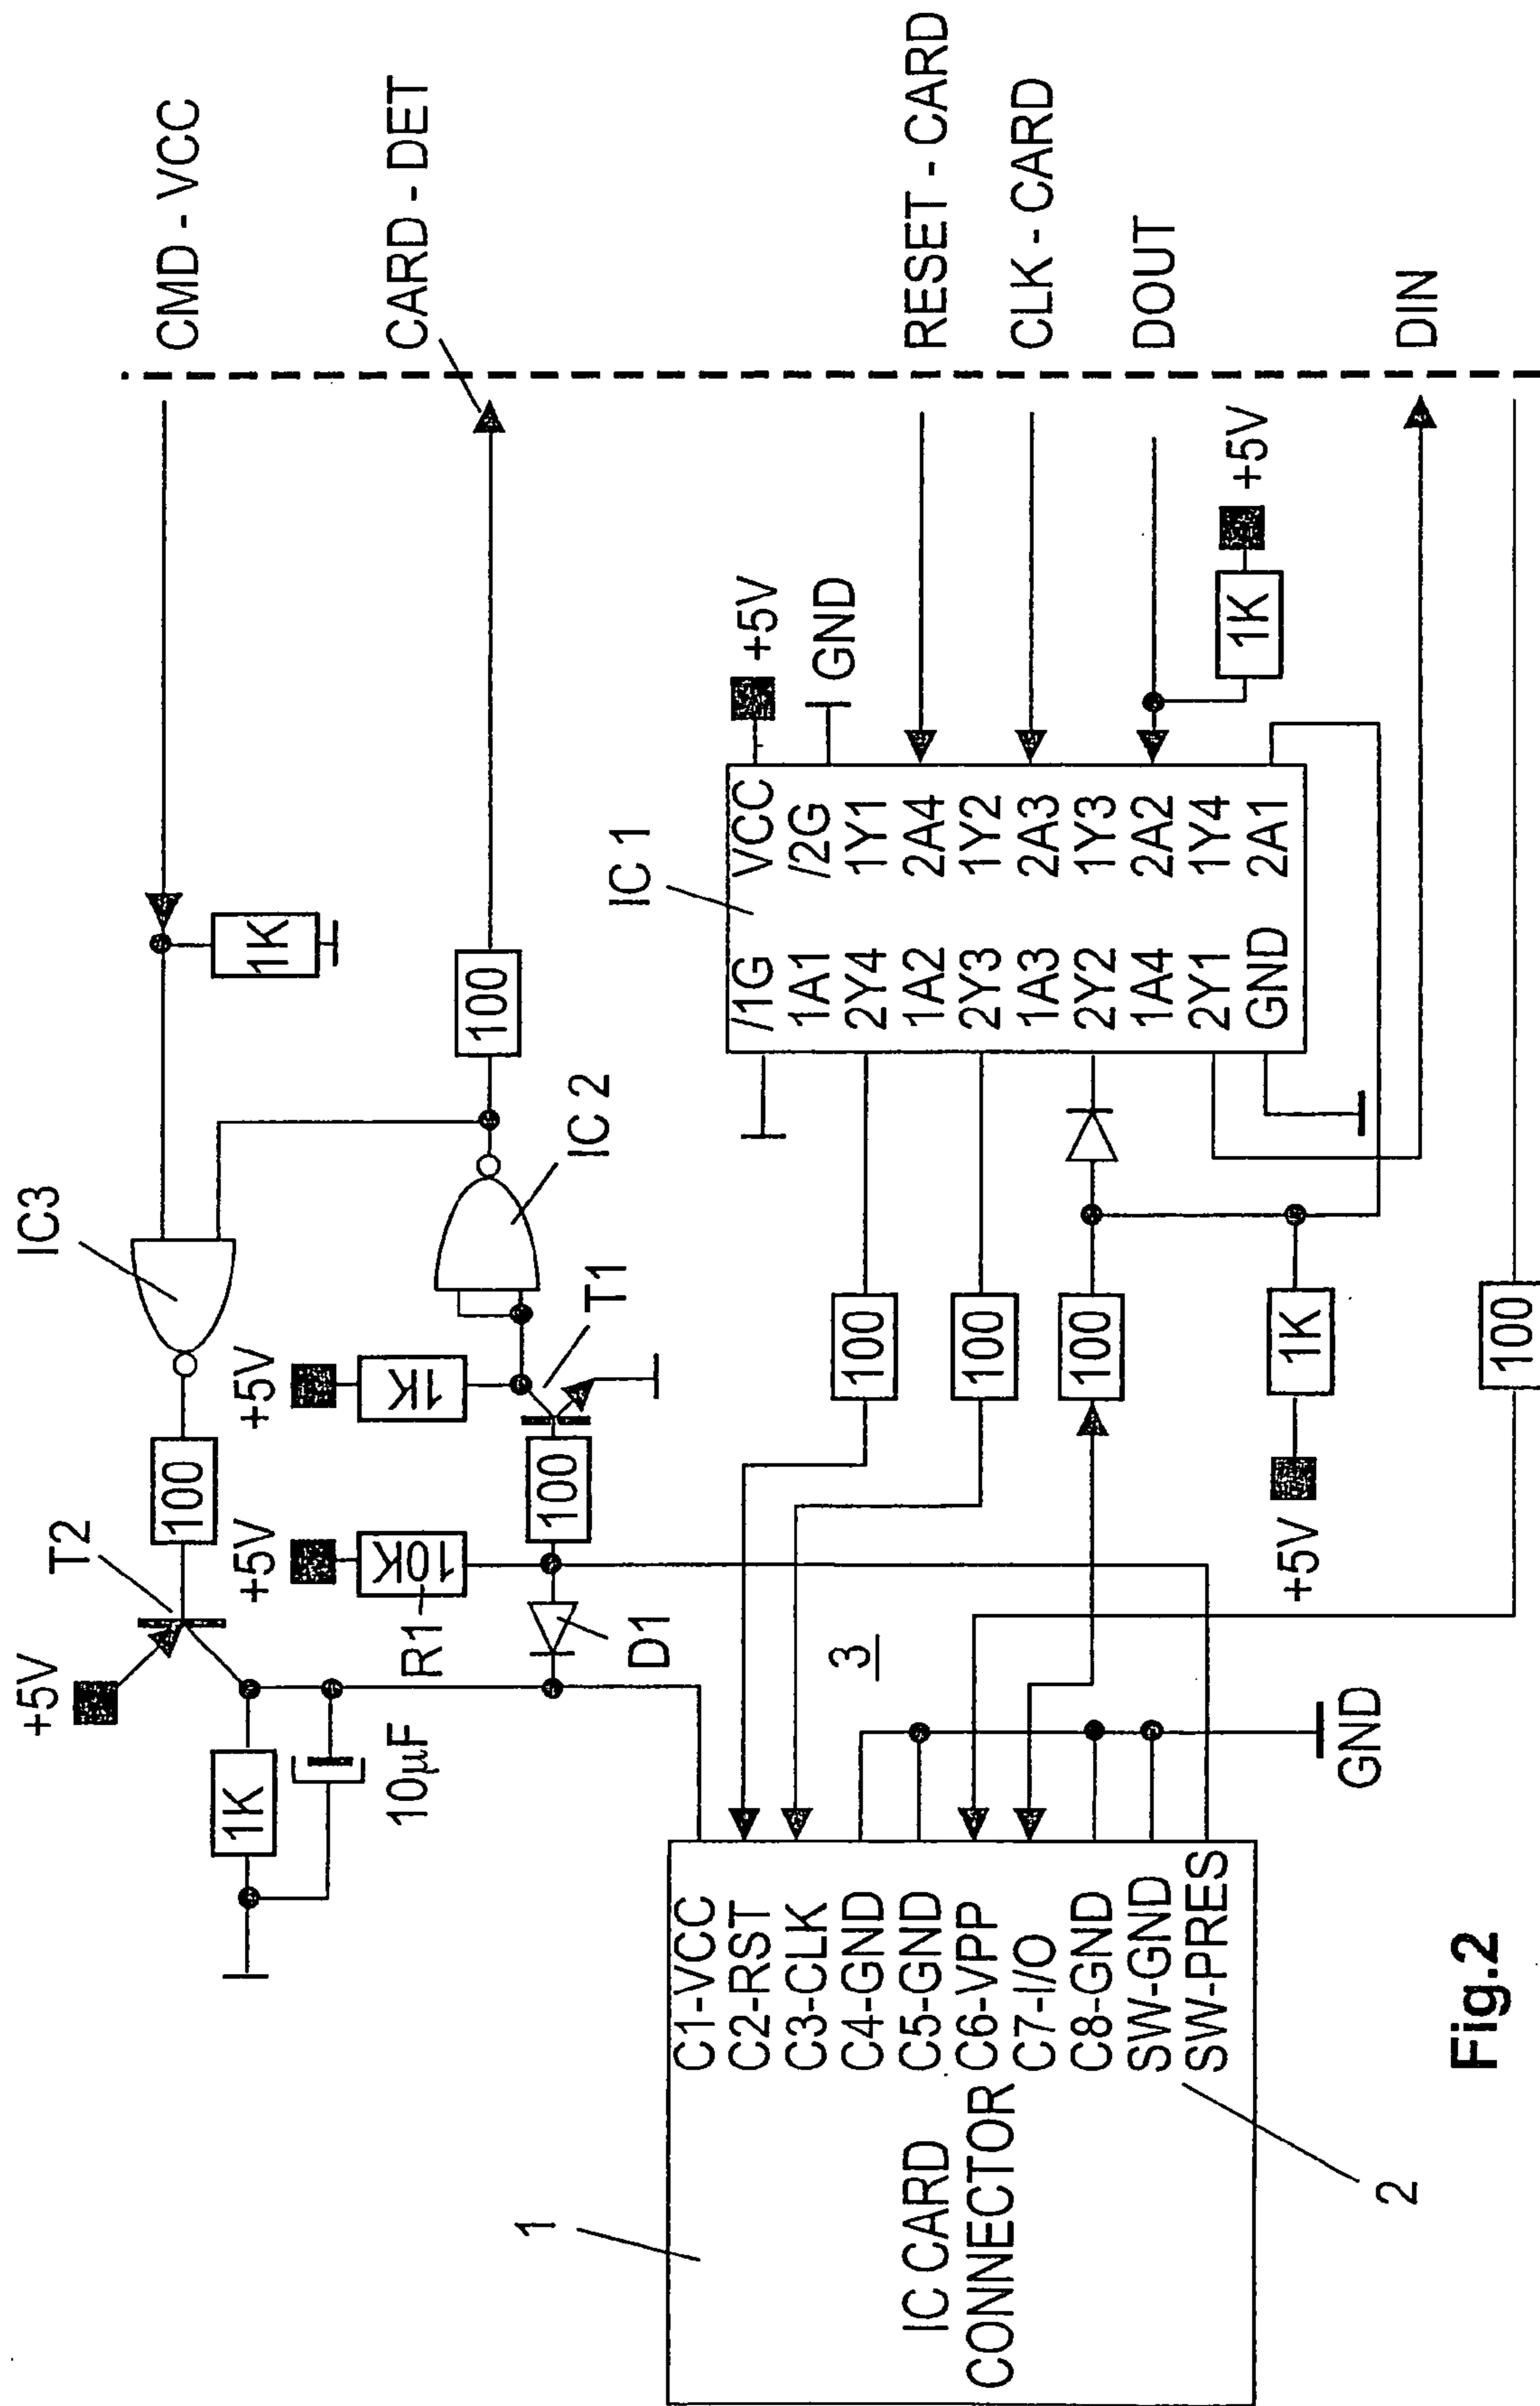 CMD - VCC
CARD - DET
RESET - CARD
CLK - CARD
DOUT
DIN
IC3
1K
100
T2
+5V
1K
10µF
+5V
10K
R1
D1
100
+5V
1K
T1
IC 2
100
IC 1
+5V
GND
/1G VCC
1A1 /2G
2Y4 1Y1
1A2 2A4
2Y3 1Y2
1A3 2A3
2Y2 1Y3
1A4 2A2
2Y1 1Y4
GND 2A1
1K
+5V
100
100
100
1K
+5V
100
3
GND
1
IC CARD
CONNECTOR
C1-VCC
C2-RST
C3-CLK
C4-GND
C5-GND
C6-VPP
C7-I/O
C8-GND
SW-GND
SW-PRES
2
Fig.2